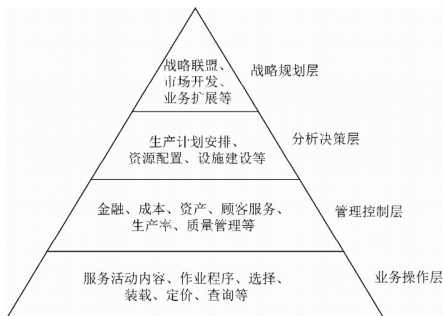 战略联盟、
市场开发、
业务扩展等
战略规划层
生产计划安排、
资源配置、设施建设等
分析决策层
金融、成本、资产、顾客服务、
生产率、质量管理等
管理控制层
服务活动内容、作业程序、选择、
装载、定价、查询等
业务操作层